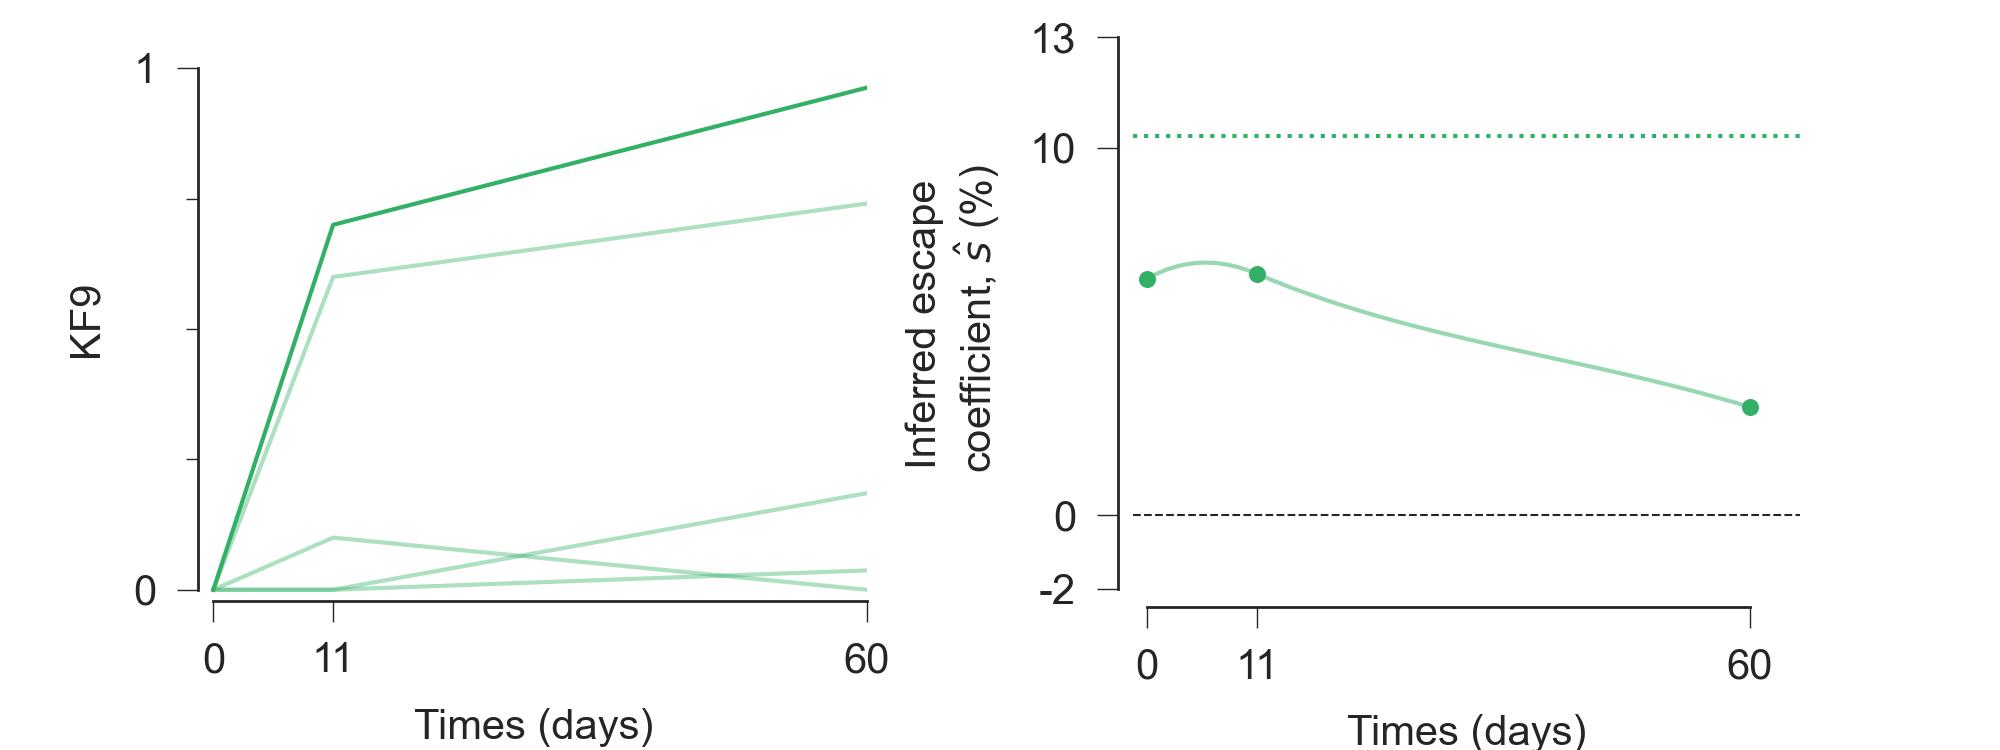 1
0
KF9
0 11 60
Times (days)
13
10
0
-2
Inferred escape
coefficient, ŝ (%)
0 11 60
Times (days)